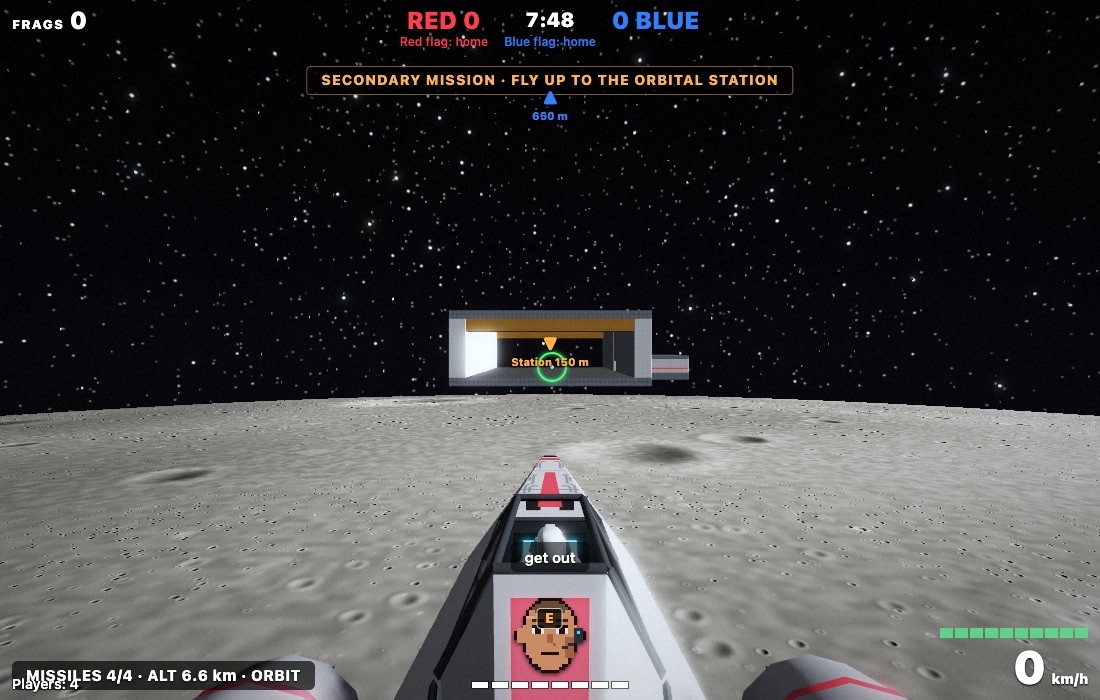 FRAGS 0
RED 0 7:48 0 BLUE
Red flag: home Blue flag: home
SECONDARY MISSION · FLY UP TO THE ORBITAL STATION
650 m
Station 150 m
get out
E
MISSILES 4/4 · ALT 6.6 km · ORBIT
Players: 4
0 km/h